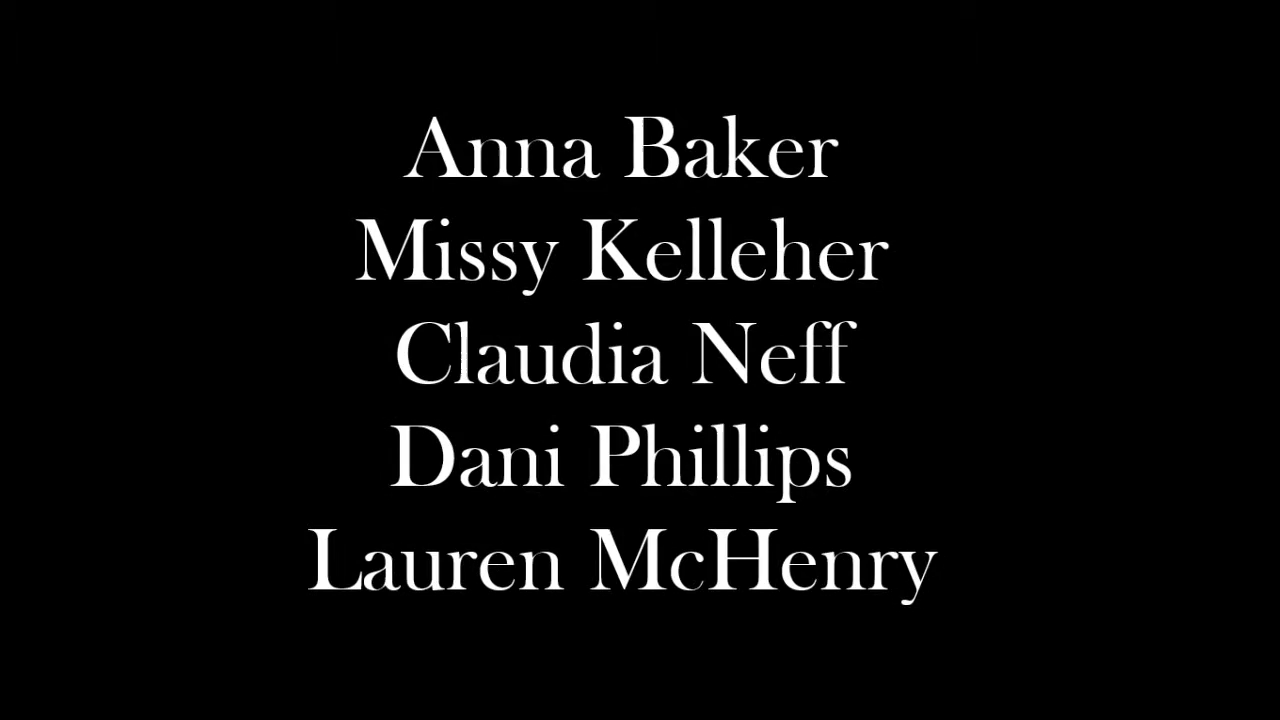 Anna Baker
Missy Kelleher
Claudia Neff
Dani Phillips
Lauren McHenry